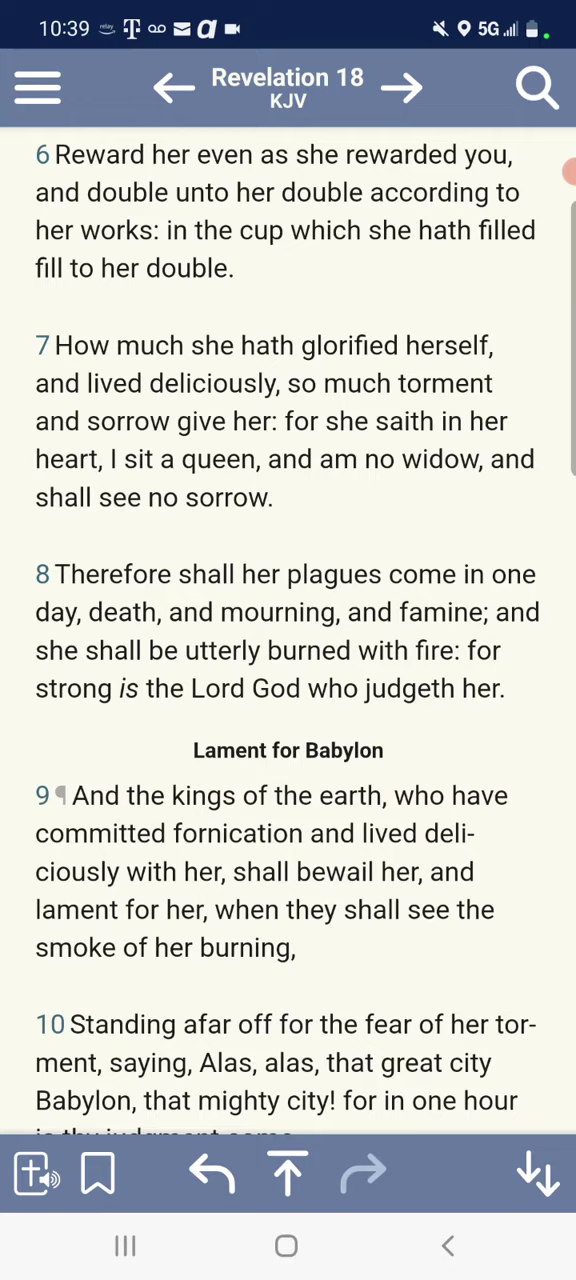 10:39 relay 5G
Revelation 18
KJV
6 Reward her even as she rewarded you,
and double unto her double according to
her works: in the cup which she hath filled
fill to her double.
7 How much she hath glorified herself,
and lived deliciously, so much torment
and sorrow give her: for she saith in her
heart, I sit a queen, and am no widow, and
shall see no sorrow.
8 Therefore shall her plagues come in one
day, death, and mourning, and famine; and
she shall be utterly burned with fire: for
strong is the Lord God who judgeth her.
Lament for Babylon
9 ¶ And the kings of the earth, who have
committed fornication and lived deli-
ciously with her, shall bewail her, and
lament for her, when they shall see the
smoke of her burning,
10 Standing afar off for the fear of her tor-
ment, saying, Alas, alas, that great city
Babylon, that mighty city! for in one hour
is thy judgment come.